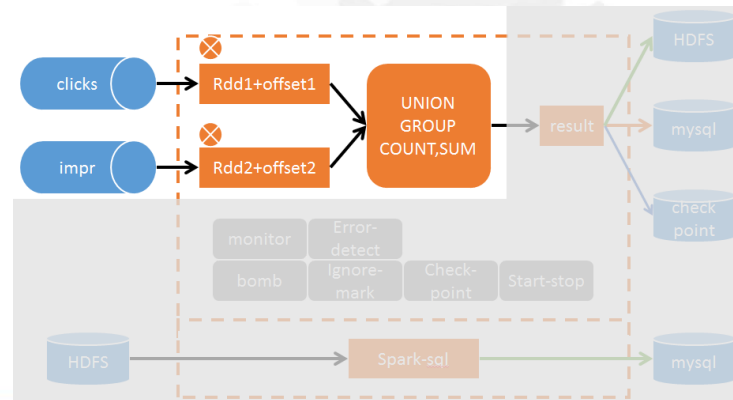 clicks
Rdd1+offset1
impr
Rdd2+offset2
UNION
GROUP
COUNT,SUM
result
HDFS
mysql
check
point
monitor
Error-
detect
bomb
Ignore-
mark
Check-
point
Start-stop
HDFS
Spark-sql
mysql